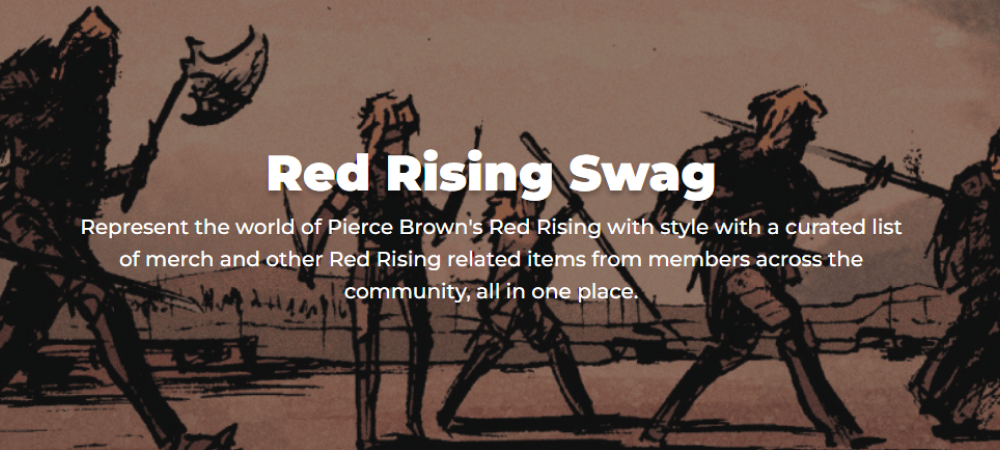 Red Rising Swag
Represent the world of Pierce Brown's Red Rising with style with a curated list
of merch and other Red Rising related items from members across the
community, all in one place.